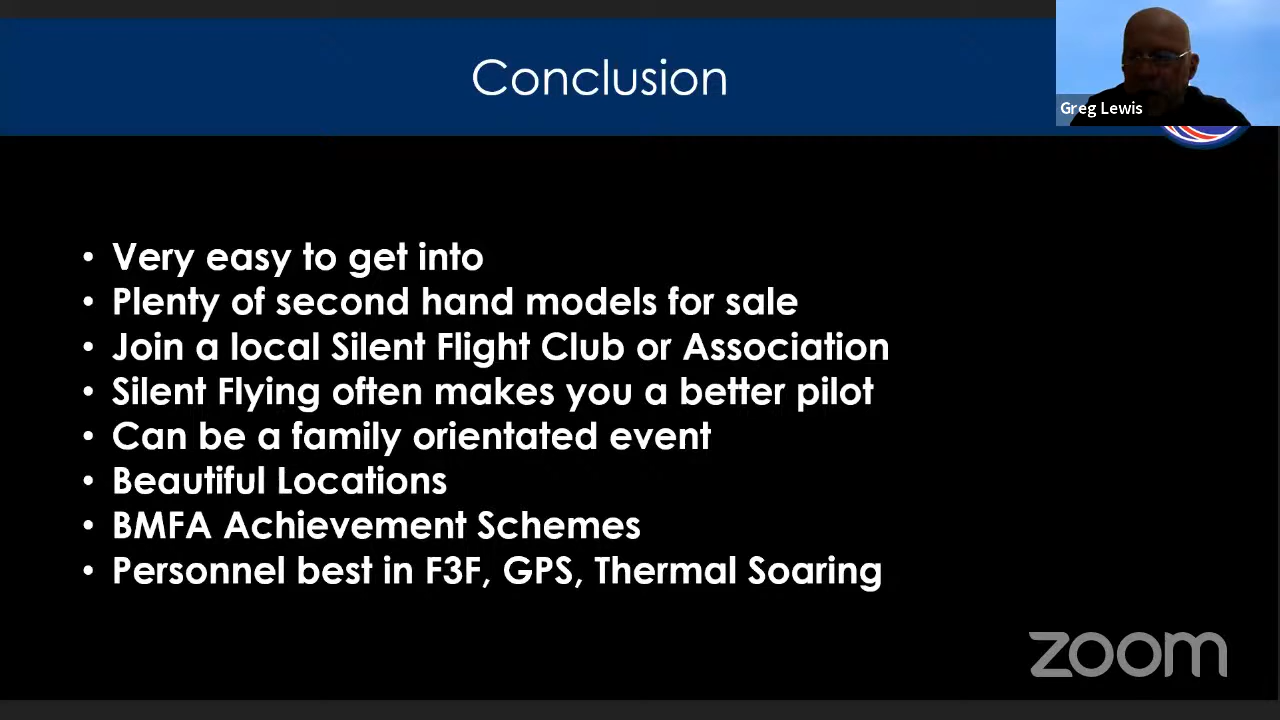 Conclusion
Greg Lewis
• Very easy to get into
• Plenty of second hand models for sale
• Join a local Silent Flight Club or Association
• Silent Flying often makes you a better pilot
• Can be a family orientated event
• Beautiful Locations
• BMFA Achievement Schemes
• Personnel best in F3F, GPS, Thermal Soaring
zoom